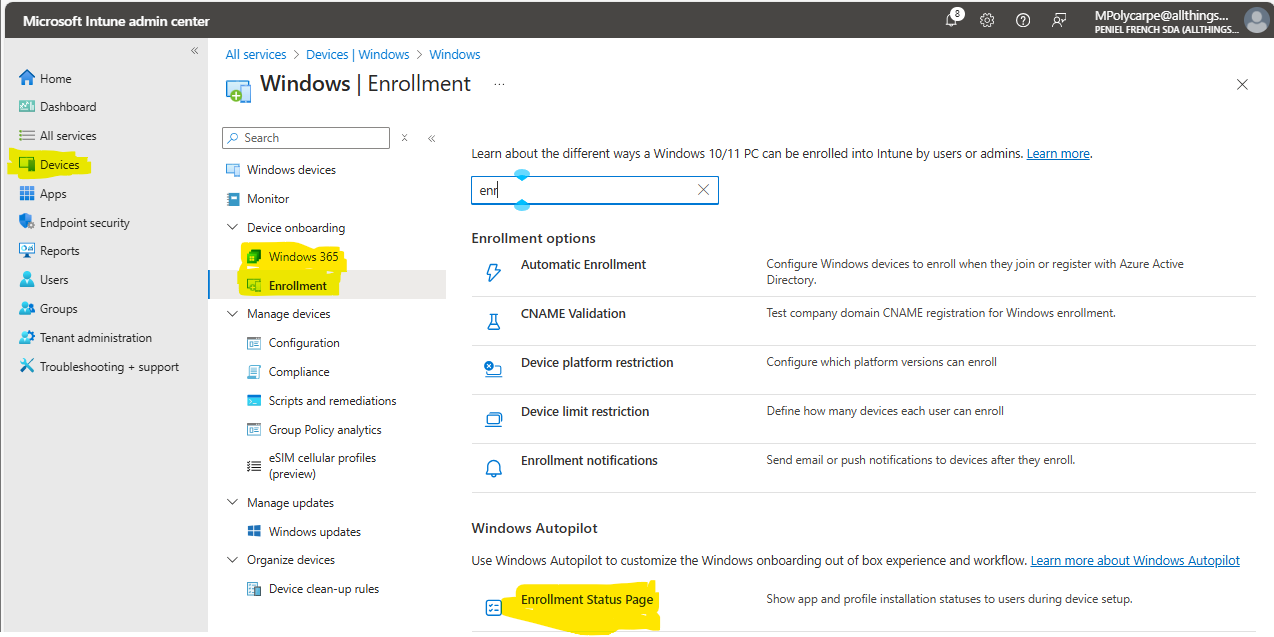 Microsoft Intune admin center
8
MPolycarpe@allthings...
PENIEL FRENCH SDA (ALLTHINGS...
Home
Dashboard
All services
Devices
Apps
Endpoint security
Reports
Users
Groups
Tenant administration
Troubleshooting + support
All services > Devices | Windows > Windows
Windows | Enrollment ...
Search
Windows devices
Monitor
Device onboarding
Windows 365
Enrollment
Manage devices
Configuration
Compliance
Scripts and remediations
Group Policy analytics
eSIM cellular profiles
(preview)
Manage updates
Windows updates
Organize devices
Device clean-up rules
Learn about the different ways a Windows 10/11 PC can be enrolled into Intune by users or admins. Learn more.
enr
Enrollment options
Automatic Enrollment
Configure Windows devices to enroll when they join or register with Azure Active
Directory.
CNAME Validation
Test company domain CNAME registration for Windows enrollment.
Device platform restriction
Configure which platform versions can enroll
Device limit restriction
Define how many devices each user can enroll
Enrollment notifications
Send email or push notifications to devices after they enroll.
Windows Autopilot
Use Windows Autopilot to customize the Windows onboarding out of box experience and workflow. Learn more about Windows Autopilot
Enrollment Status Page
Show app and profile installation statuses to users during device setup.